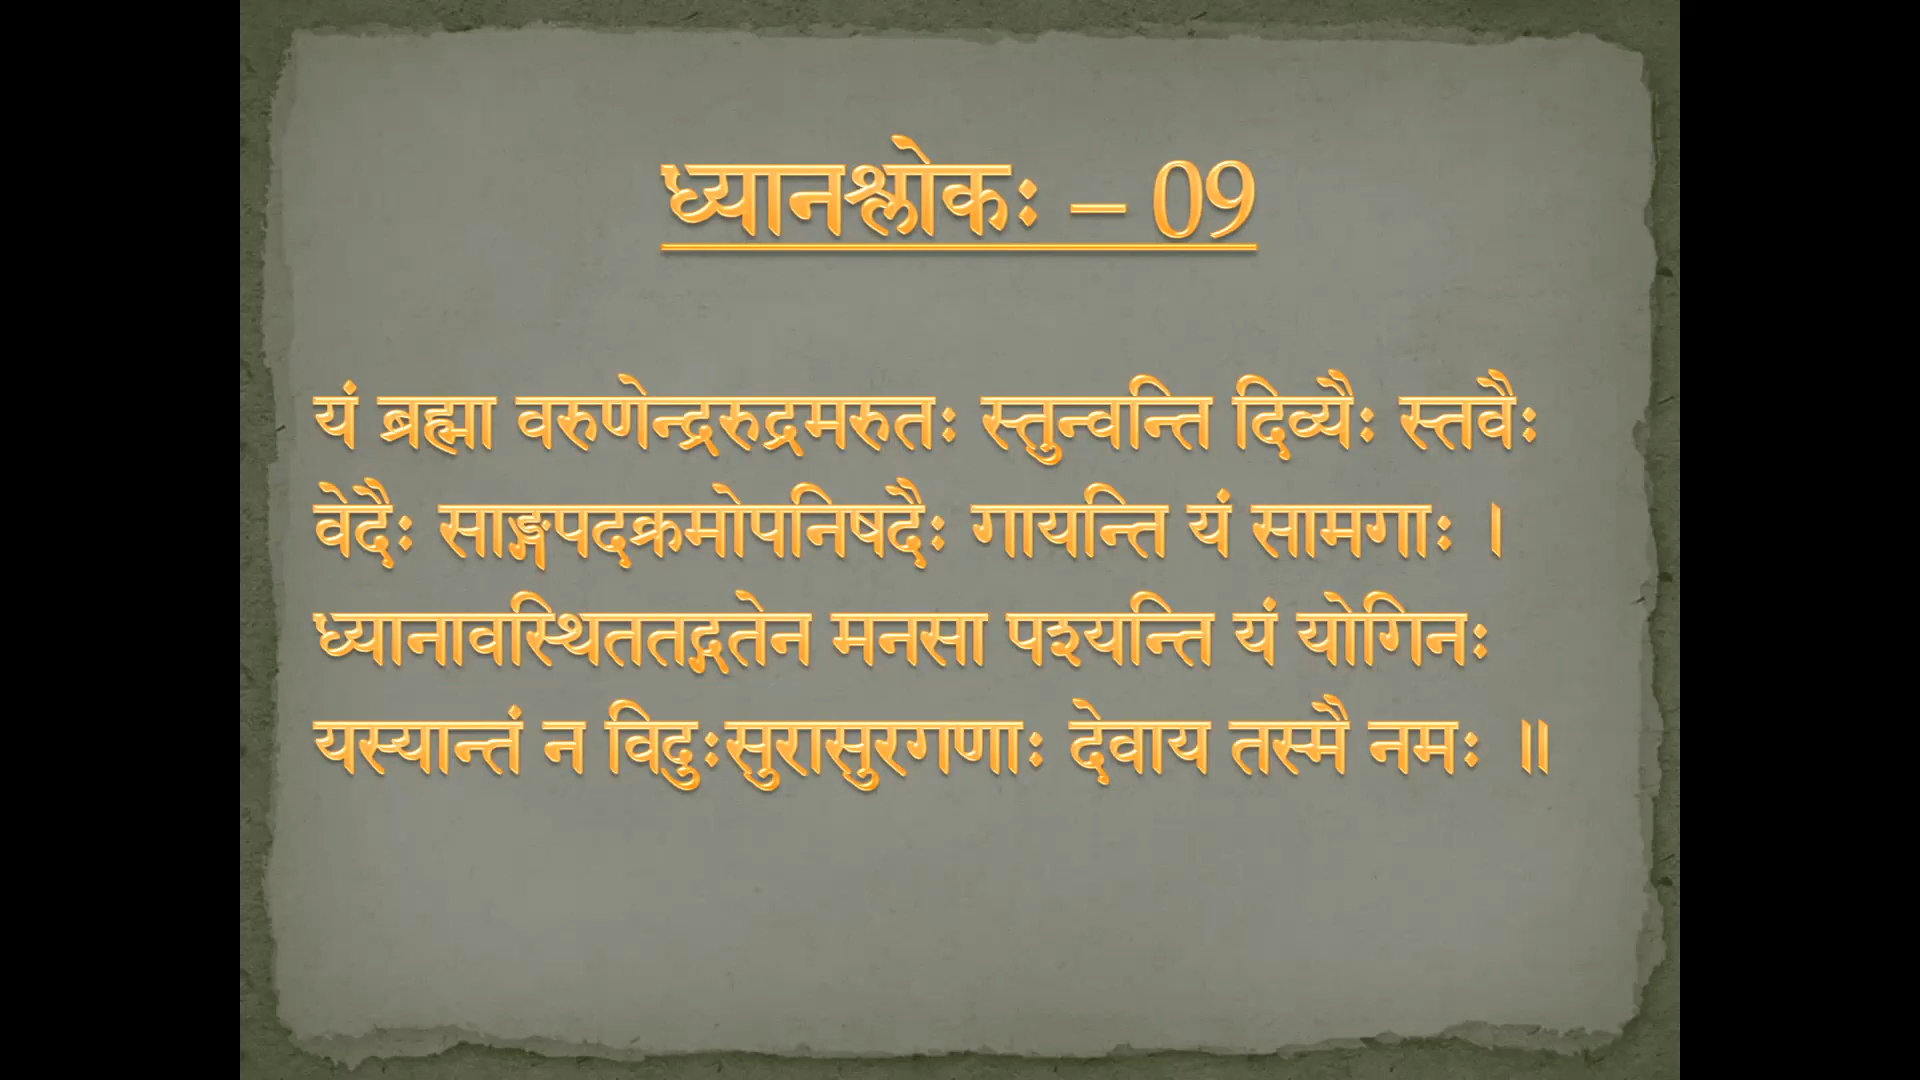 ध्यानश्लोकः – 09
यं ब्रह्मा वरुणेन्द्ररुद्रमरुतः स्तुन्वन्ति दिव्यैः स्तवैः
वेदैः साङ्गपदक्रमोपनिषदैः गायन्ति यं सामगाः ।
ध्यानावस्थिततद्गतेन मनसा पश्यन्ति यं योगिनः
यस्यान्तं न विदुःसुरासुरगणाः देवाय तस्मै नमः ॥